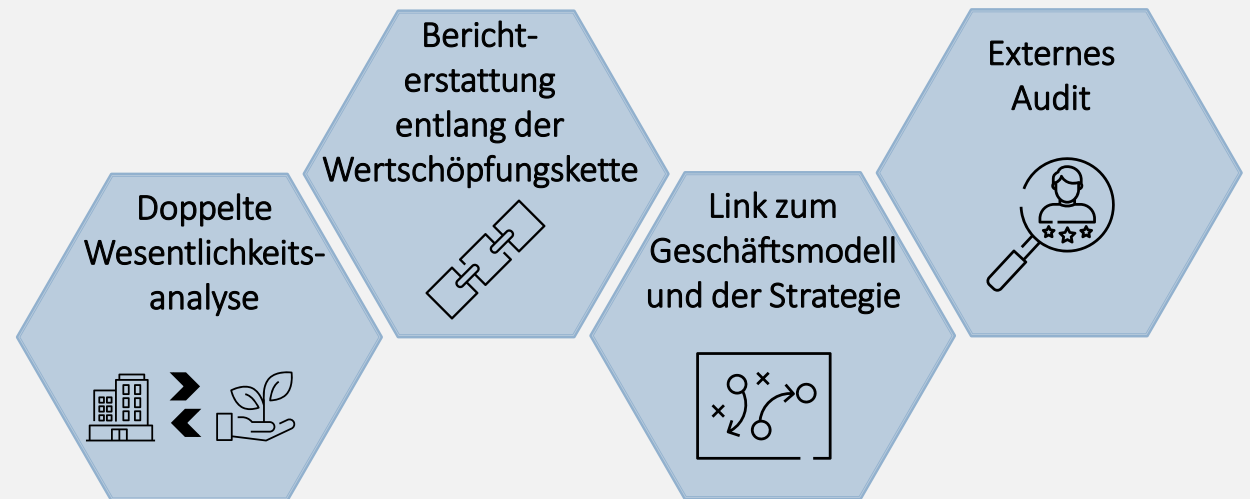 Doppelte
Wesentlichkeits-
analyse
Bericht-
erstattung
entlang der
Wertschöpfungskette
Link zum
Geschäftsmodell
und der Strategie
Externes
Audit